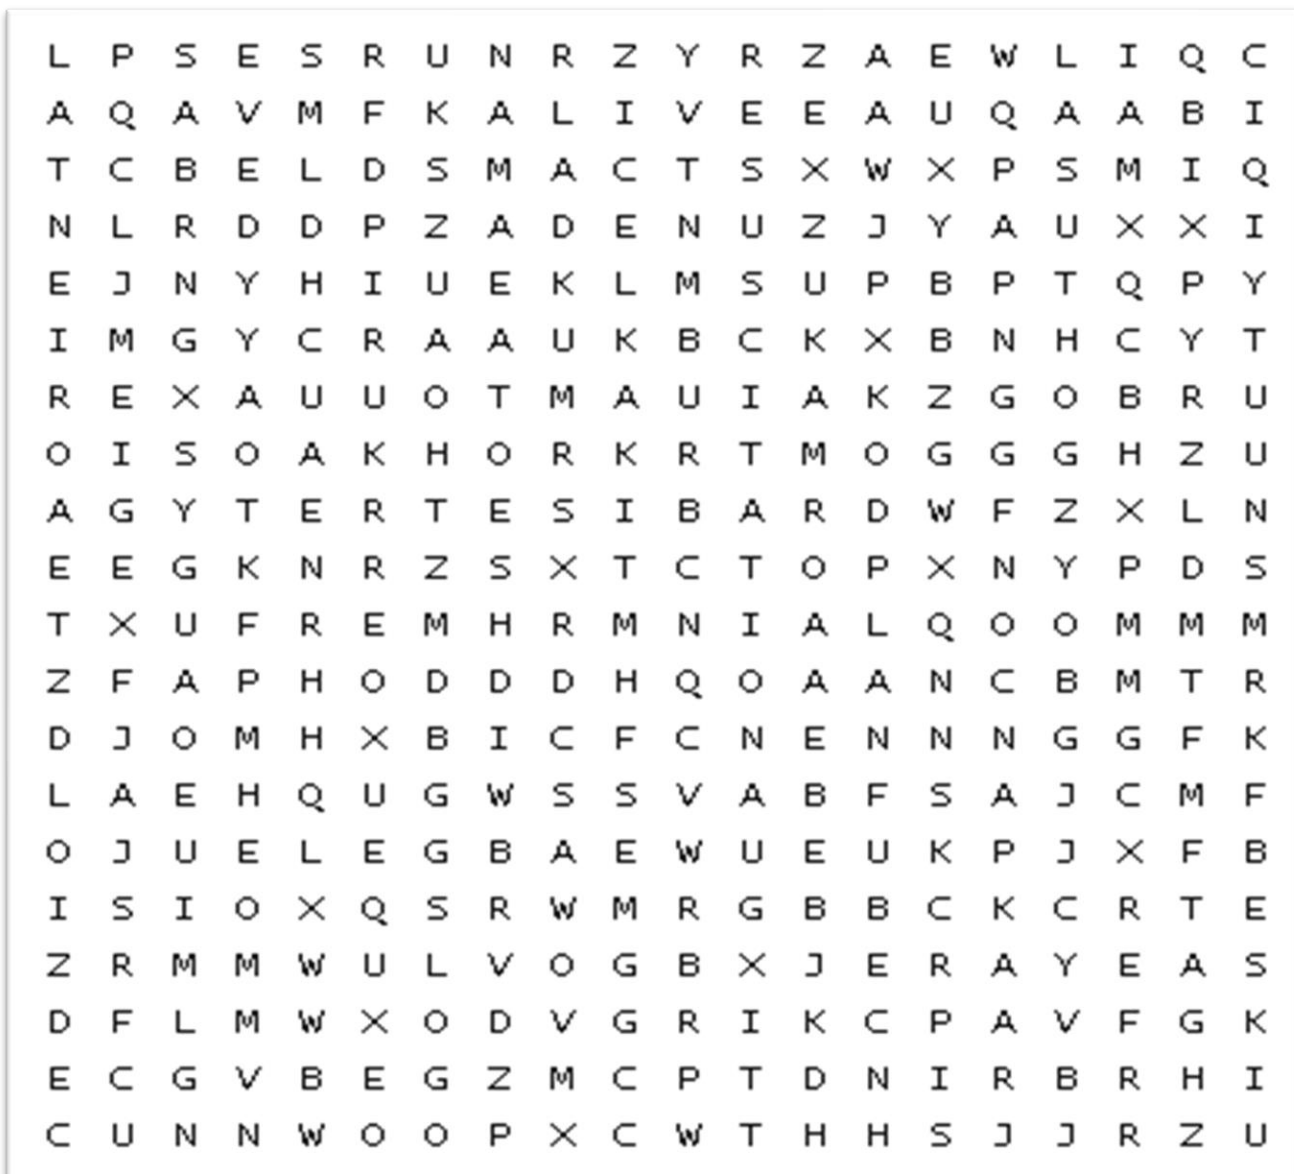 L P S E S R U N R Z Y R Z A E W L I Q C
A Q A V M F K A L I V E E A U Q A A B I
T C B E L D S M A C T S X W X P S M I Q
N L R D D P Z A D E N U Z J Y A U X X I
E J N Y H I U E K L M S U P B P T Q P Y
I M G Y C R A A U K B C K X B N H C Y T
R E X A U U O T M A U I A K Z G O B R U
O I S O A K H O R K R T M O G G G H Z U
A G Y T E R T E S I B A R D W F Z X L N
E E G K N R Z S X T C T O P X N Y P D S
T X U F R E M H R M N I A L Q O O M M M
Z F A P H O D D D H Q O A A N C B M T R
D J O M H X B I C F C N E N N N G G F K
L A E H Q U G W S S V A B F S A J C M F
O J U E L E G B A E W U E U K P J X F B
I S I O X Q S R W M R G B B C K C R T E
Z R M M W U L V O G B X J E R A Y E A S
D F L M W X O D V G R I K C P A V F G K
E C G V B E G Z M C P T D N I R B R H I
C U N N W O O P X C W T H H S J J R Z U